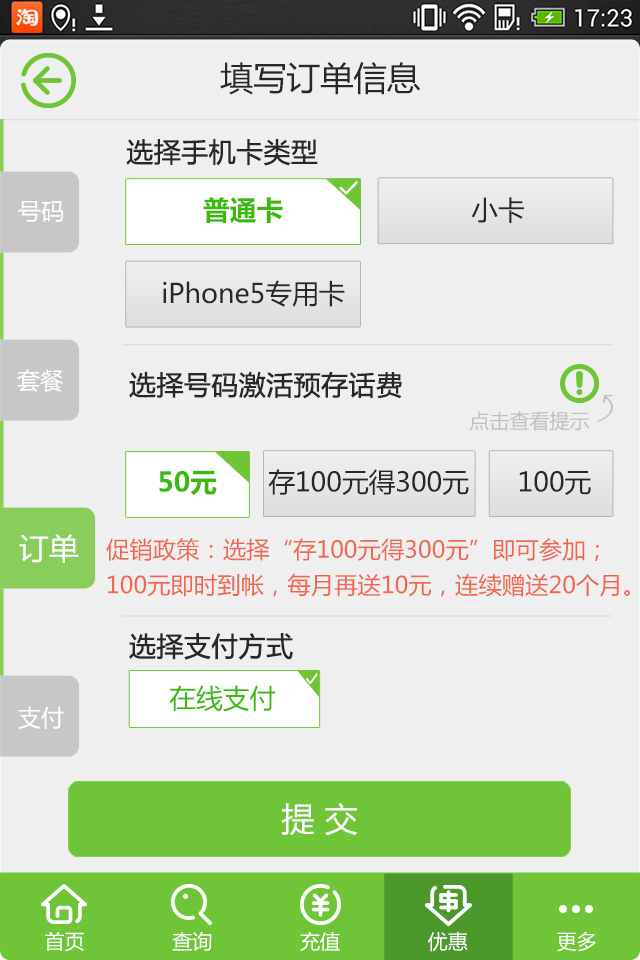 淘
17:23
填写订单信息
选择手机卡类型
号码
普通卡
小卡
iPhone5专用卡
套餐
选择号码激活预存话费
点击查看提示
50元
存100元得300元
100元
订单
促销政策：选择“存100元得300元”即可参加；
100元即时到帐，每月再送10元，连续赠送20个月。
选择支付方式
在线支付
支付
提 交
首页
查询
充值
优惠
更多